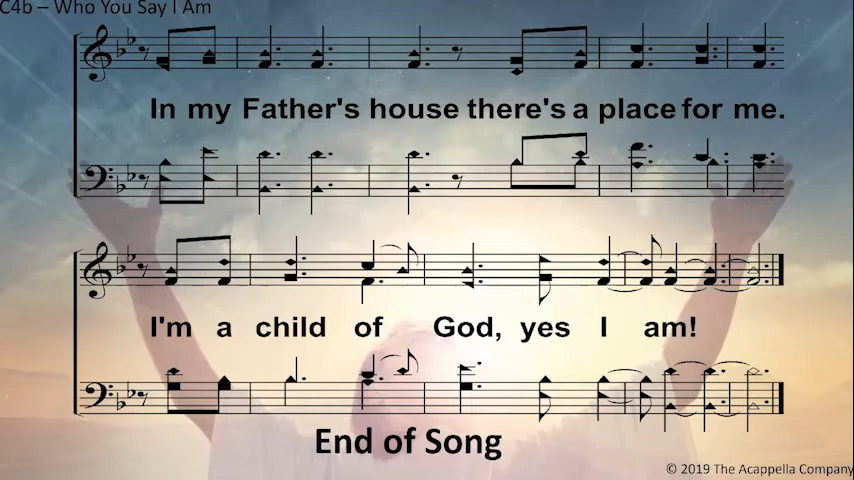 C4b – Who You Say I Am
In my Father's house there's a place for me.
I'm a child of God, yes I am!
End of Song
© 2019 The Acappella Company